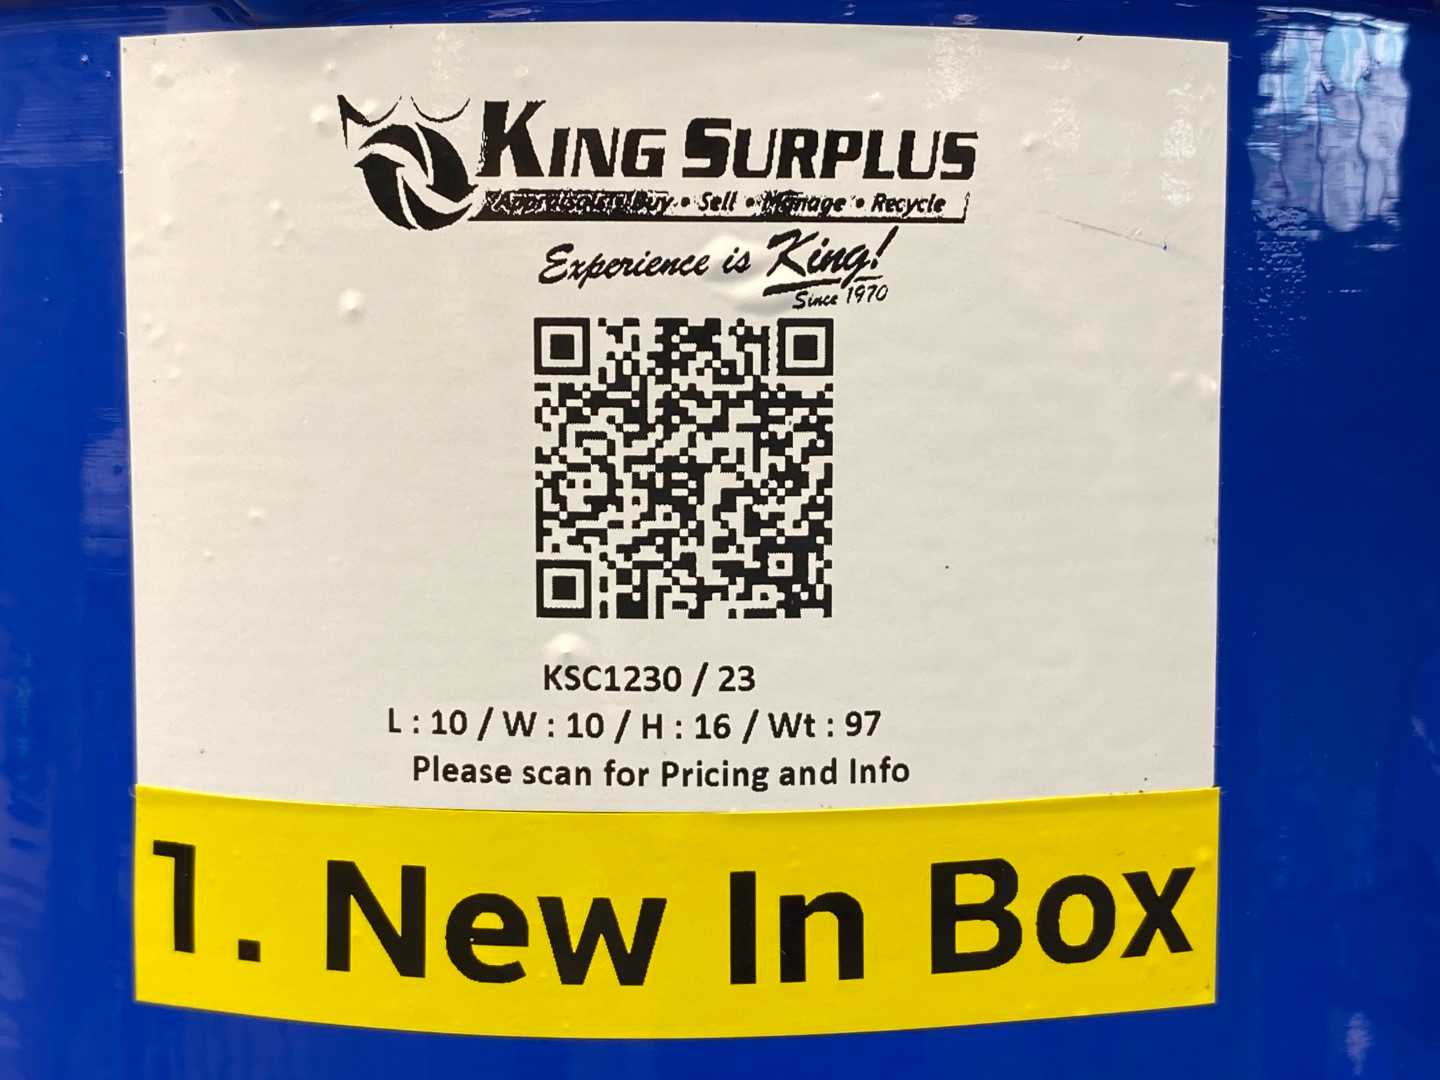 KING SURPLUS
Appraisals • Buy • Sell • Manage • Recycle
Experience is King!
Since 1970
KSC1230 / 23
L : 10 / W : 10 / H : 16 / Wt : 97
Please scan for Pricing and Info
1. New In Box